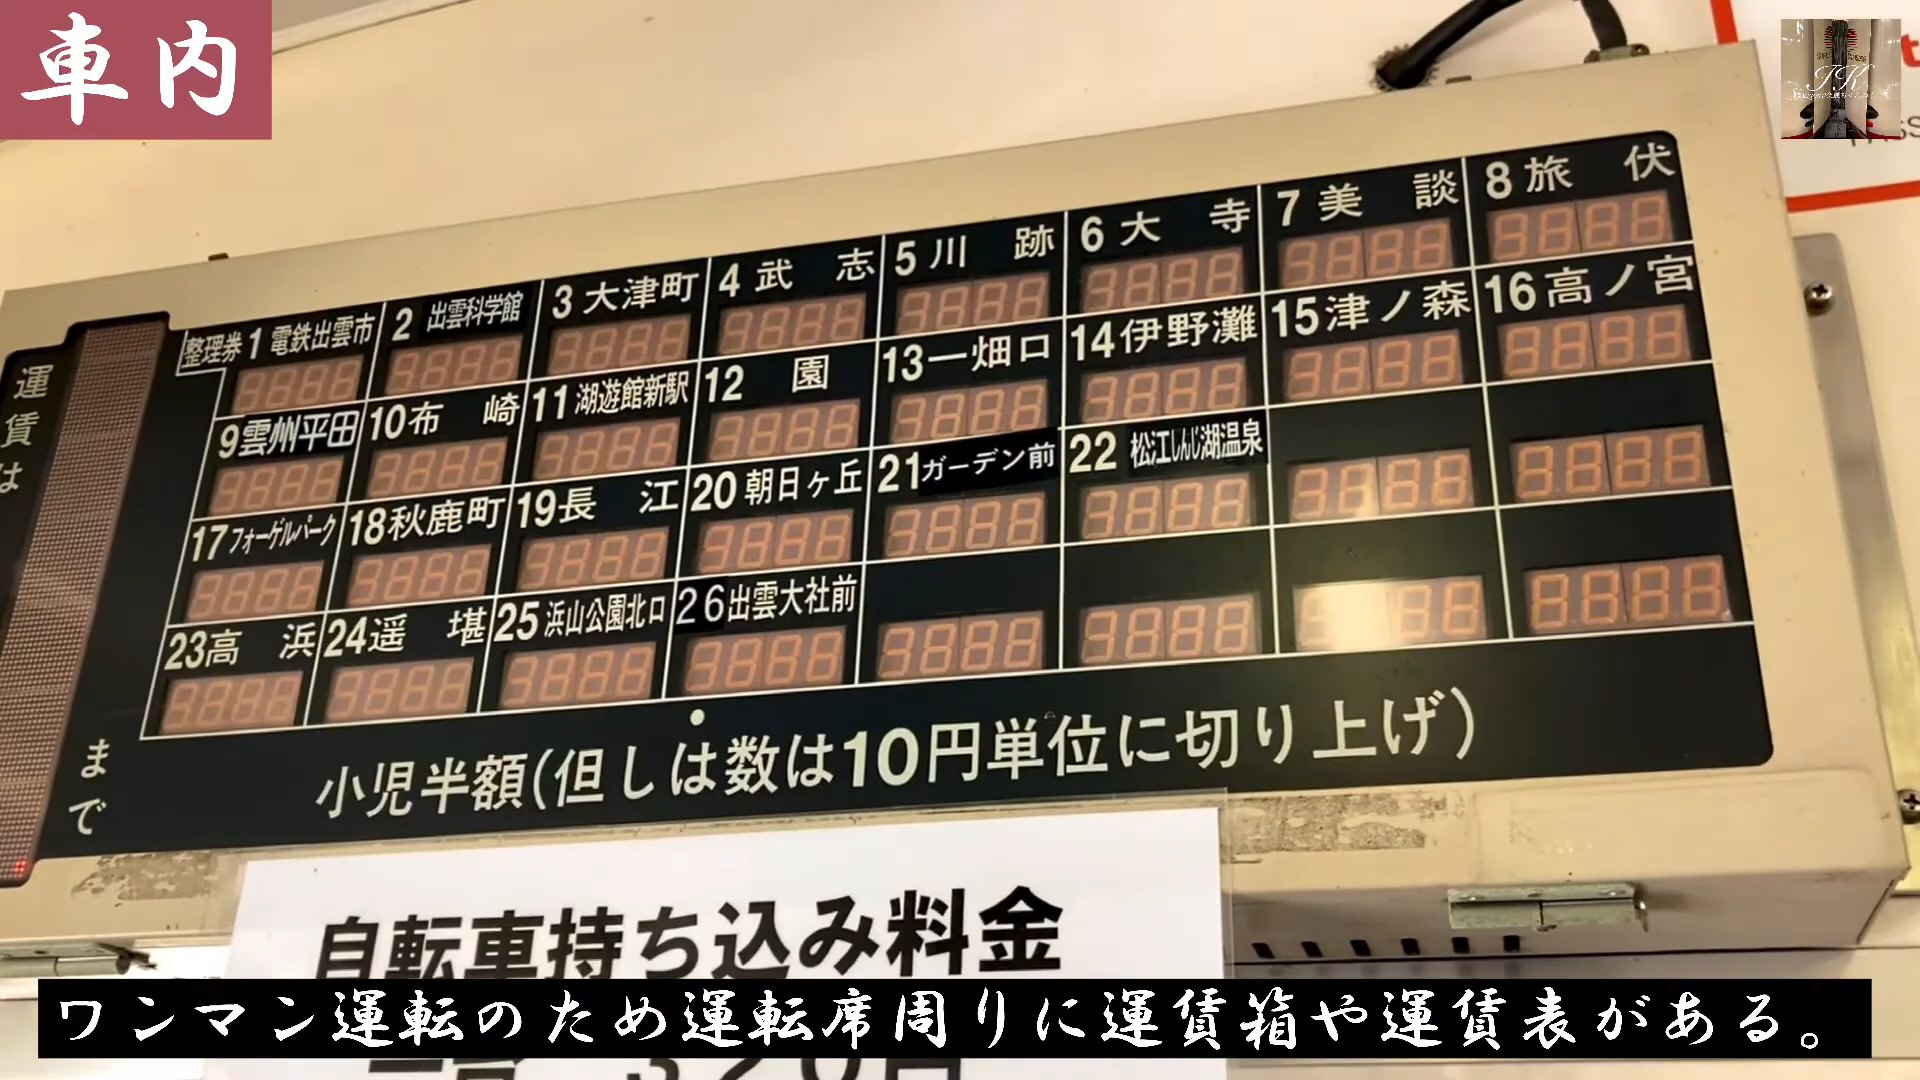 車内
運賃は
まで
整理券 1 電鉄出雲市 2 出雲科学館 3 大津町 4 武志 5 川跡 6 大寺 7 美談 8 旅伏
9 雲州平田 10 布崎 11 湖遊館新駅 12 園 13 一畑口 14 伊野灘 15 津ノ森 16 高ノ宮
17 フォーゲルパーク 18 秋鹿町 19 長江 20 朝日ヶ丘 21 ガーデン前 22 松江しんじ湖温泉
23 高浜 24 遥堪 25 浜山公園北口 26 出雲大社前
小児半額(但しは数は10円単位に切り上げ)
自転車持ち込み料金
ワンマン運転のため運転席周りに運賃箱や運賃表がある。